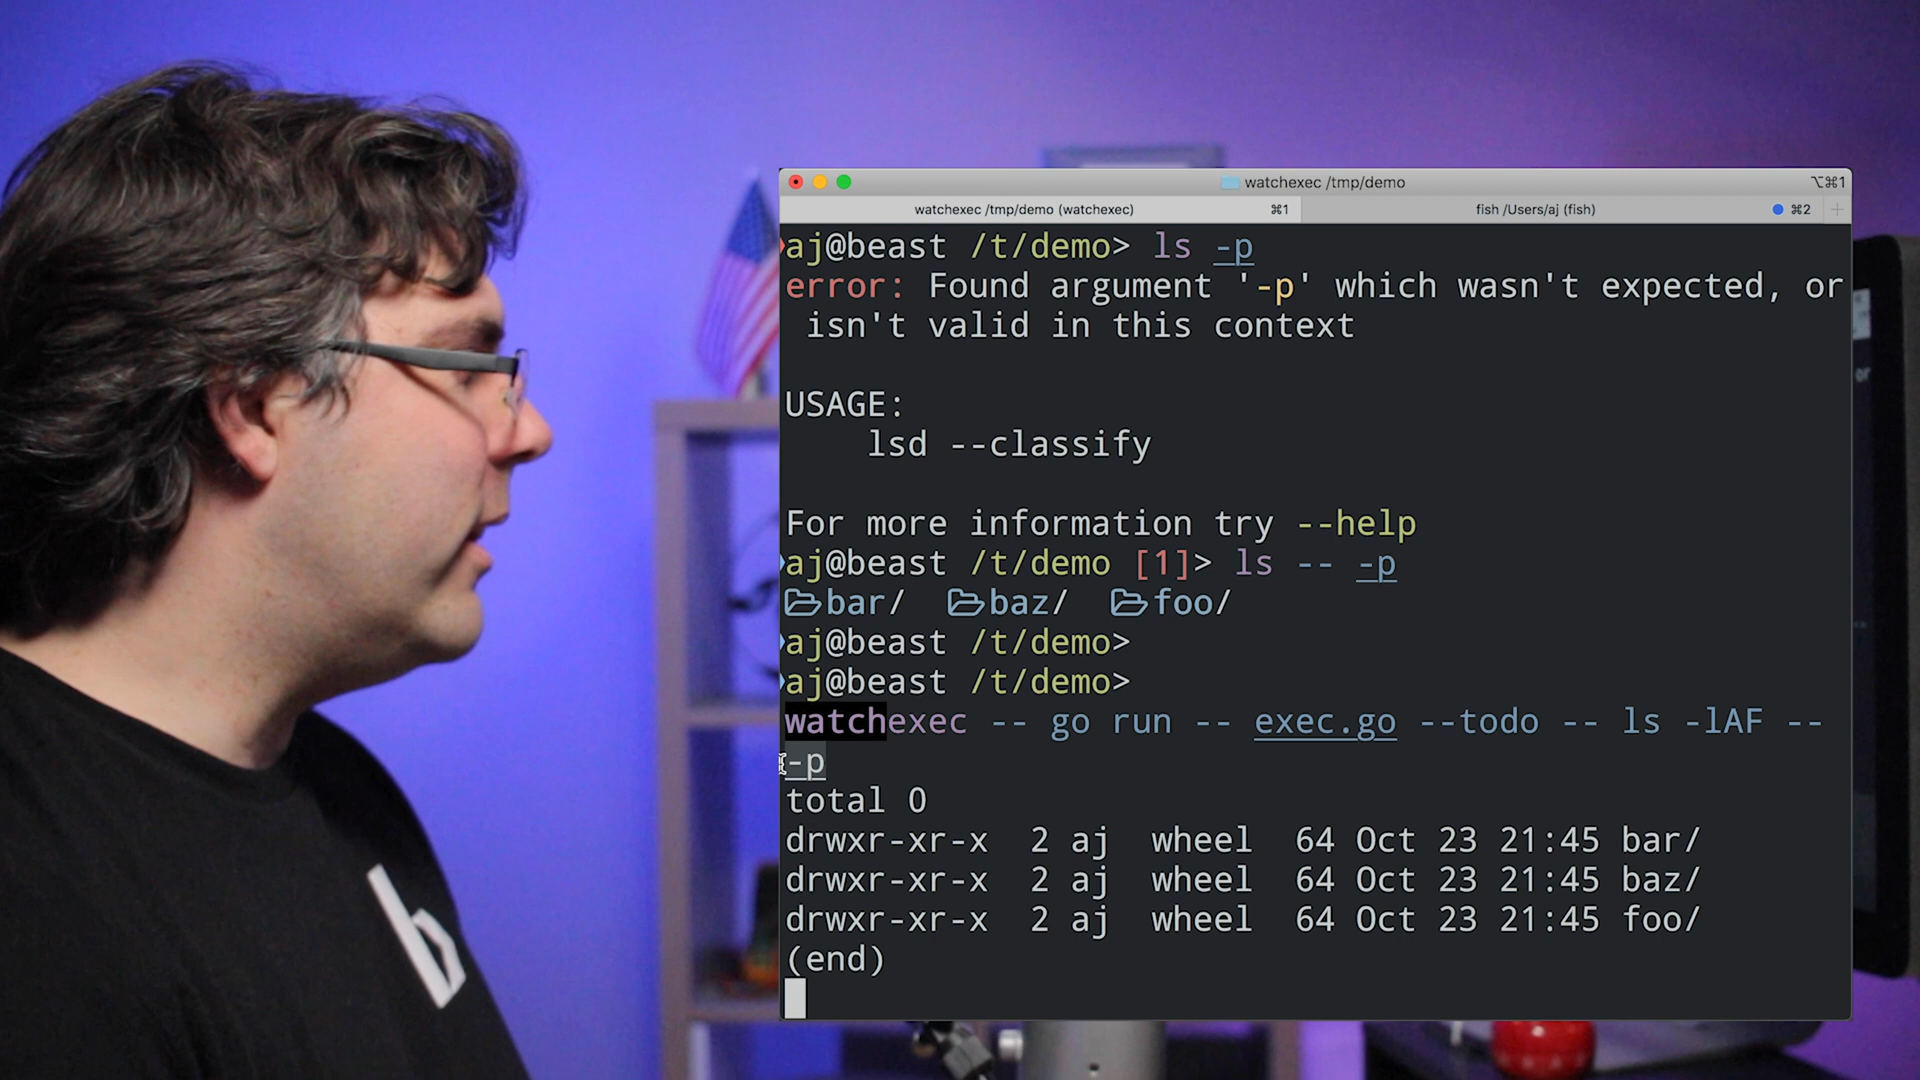 watchexec /tmp/demo
⌥⌘1
watchexec /tmp/demo (watchexec) ⌘1
fish /Users/aj (fish) ⌘2
aj@beast /t/demo> ls -p
error: Found argument '-p' which wasn't expected, or
isn't valid in this context
USAGE:
lsd --classify
For more information try --help
aj@beast /t/demo [1]> ls -- -p
bar/ baz/ foo/
aj@beast /t/demo>
aj@beast /t/demo>
watchexec -- go run -- exec.go --todo -- ls -lAF --
-p
total 0
drwxr-xr-x 2 aj wheel 64 Oct 23 21:45 bar/
drwxr-xr-x 2 aj wheel 64 Oct 23 21:45 baz/
drwxr-xr-x 2 aj wheel 64 Oct 23 21:45 foo/
(end)
b
or